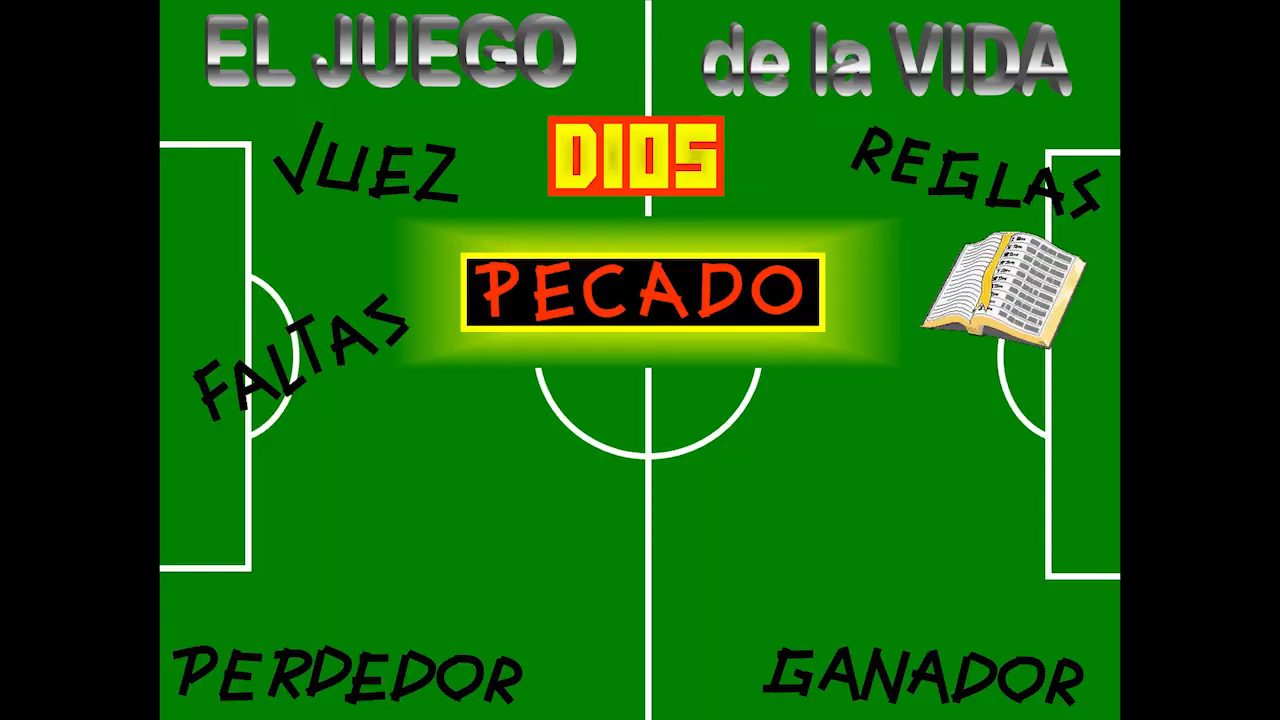 EL JUEGO de la VIDA
JUEZ
DIOS
REGLAS
PECADO
FALTAS
PERDEDOR
GANADOR